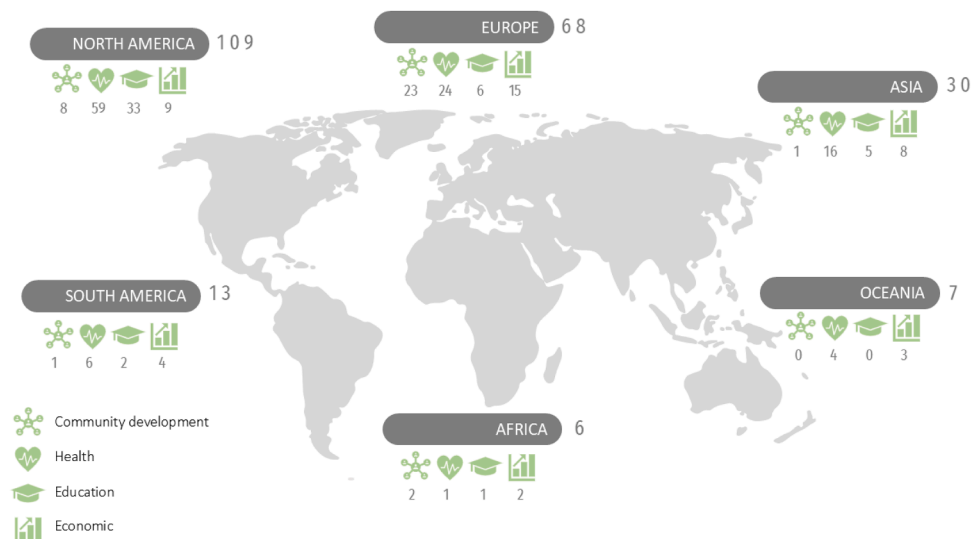 NORTH AMERICA 109
8 59 33 9
EUROPE 68
23 24 6 15
ASIA 30
1 16 5 8
SOUTH AMERICA 13
1 6 2 4
OCEANIA 7
0 4 0 3
AFRICA 6
2 1 1 2
Community development
Health
Education
Economic